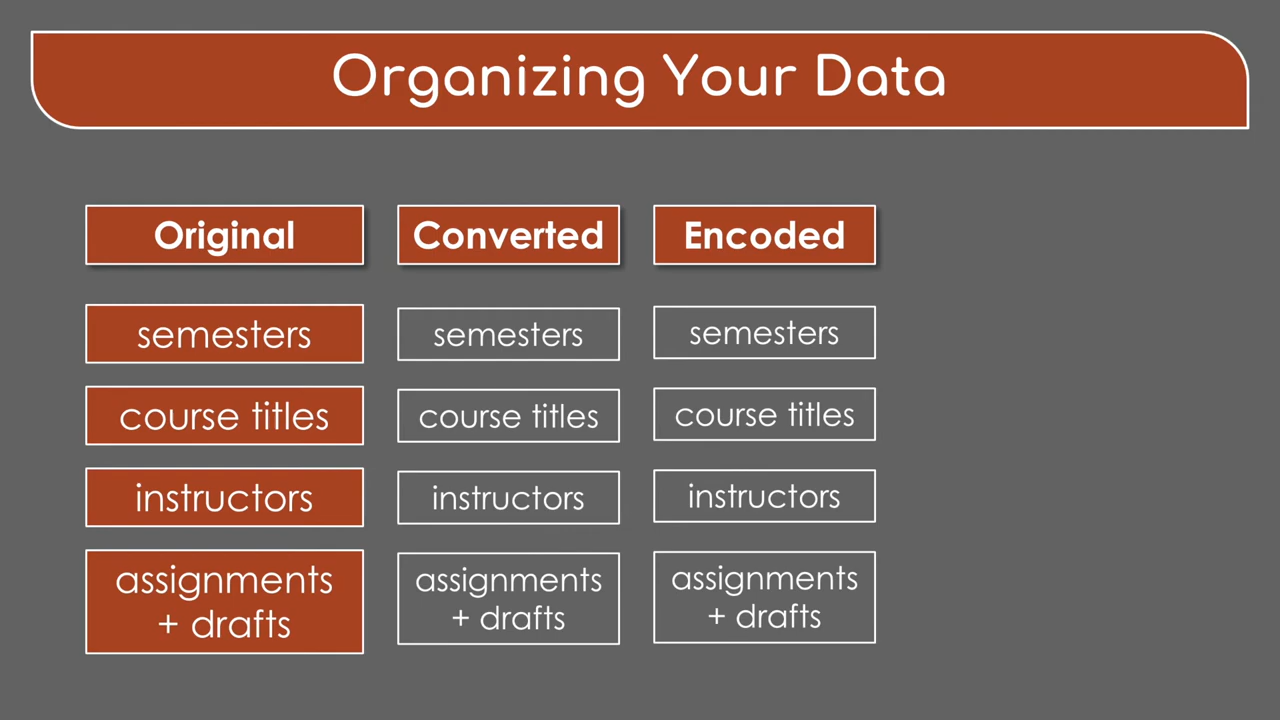 Organizing Your Data
Original
Converted
Encoded
semesters
semesters
semesters
course titles
course titles
course titles
instructors
instructors
instructors
assignments
+ drafts
assignments
+ drafts
assignments
+ drafts